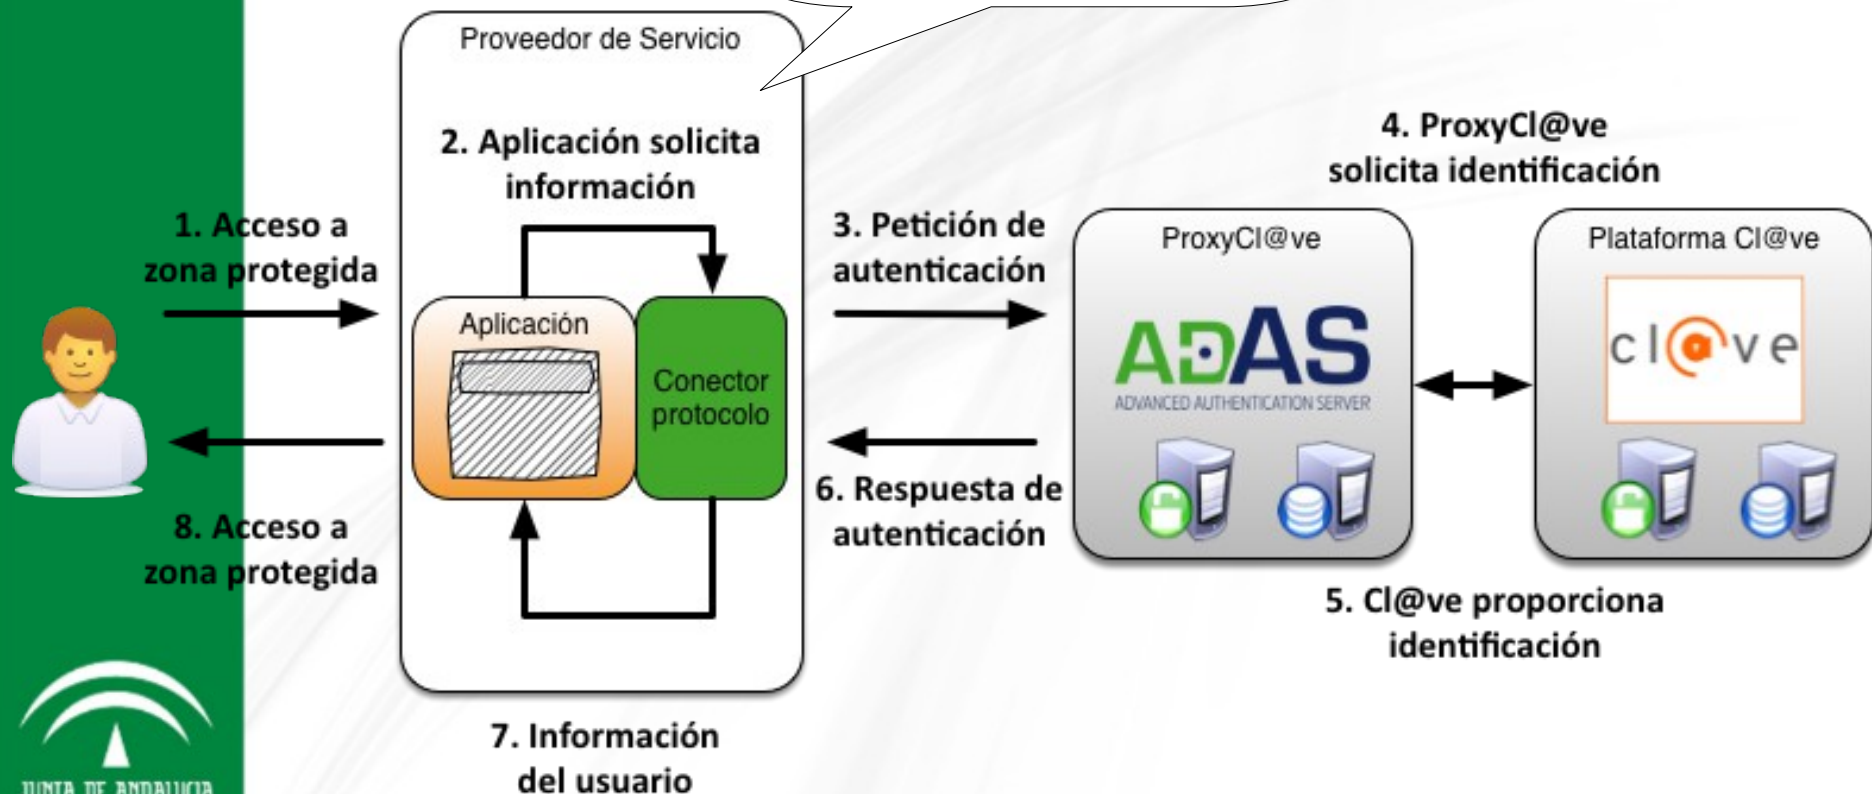 Proveedor de Servicio
2. Aplicación solicita
información
1. Acceso a
zona protegida
Aplicación
Conector
protocolo
3. Petición de
autenticación
4. ProxyCl@ve
solicita identificación
ProxyCl@ve
ADAS
ADVANCED AUTHENTICATION SERVER
Plataforma Cl@ve
cl@ve
6. Respuesta de
autenticación
5. Cl@ve proporciona
identificación
8. Acceso a
zona protegida
7. Información
del usuario
JUNTA DE ANDALUCIA